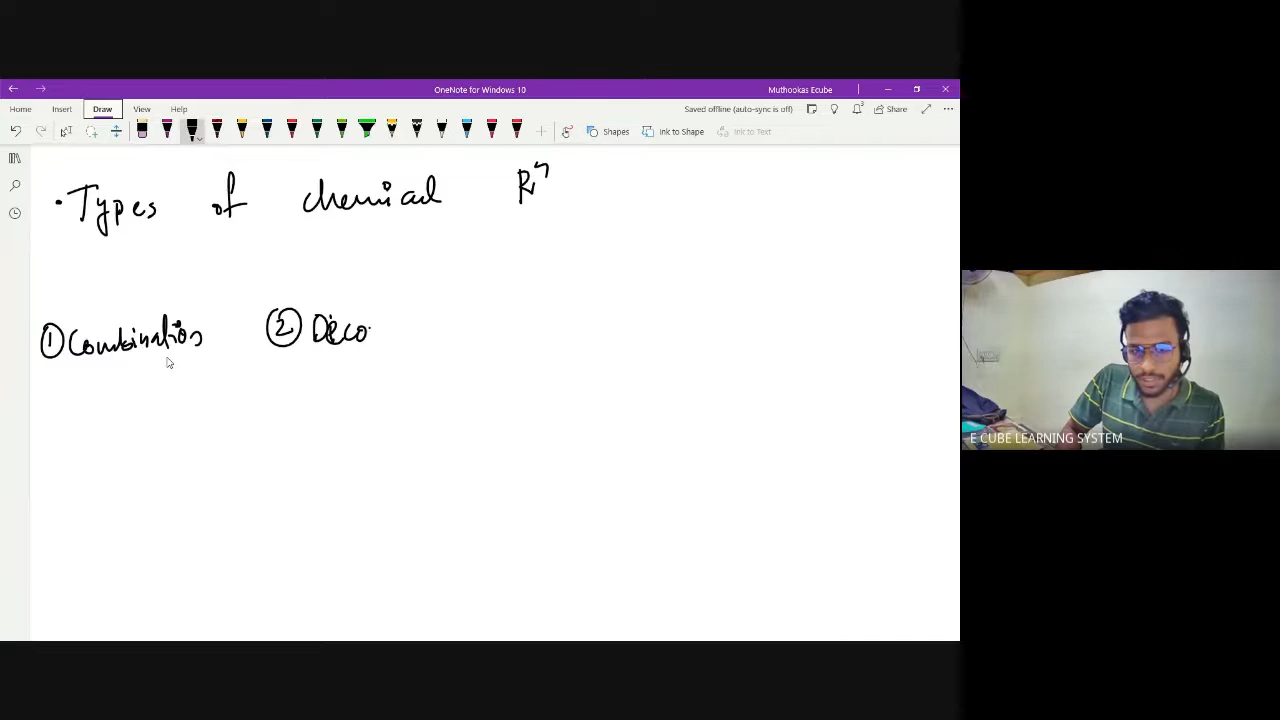 OneNote for Windows 10
Muthookas Ecube
Home Insert Draw View Help
Saved offline (auto-sync is off)
Share
Shapes
Ink to Shape
Ink to Text
• Types of chemical Rⁿ
① Combination ② Deco
E CUBE LEARNING SYSTEM